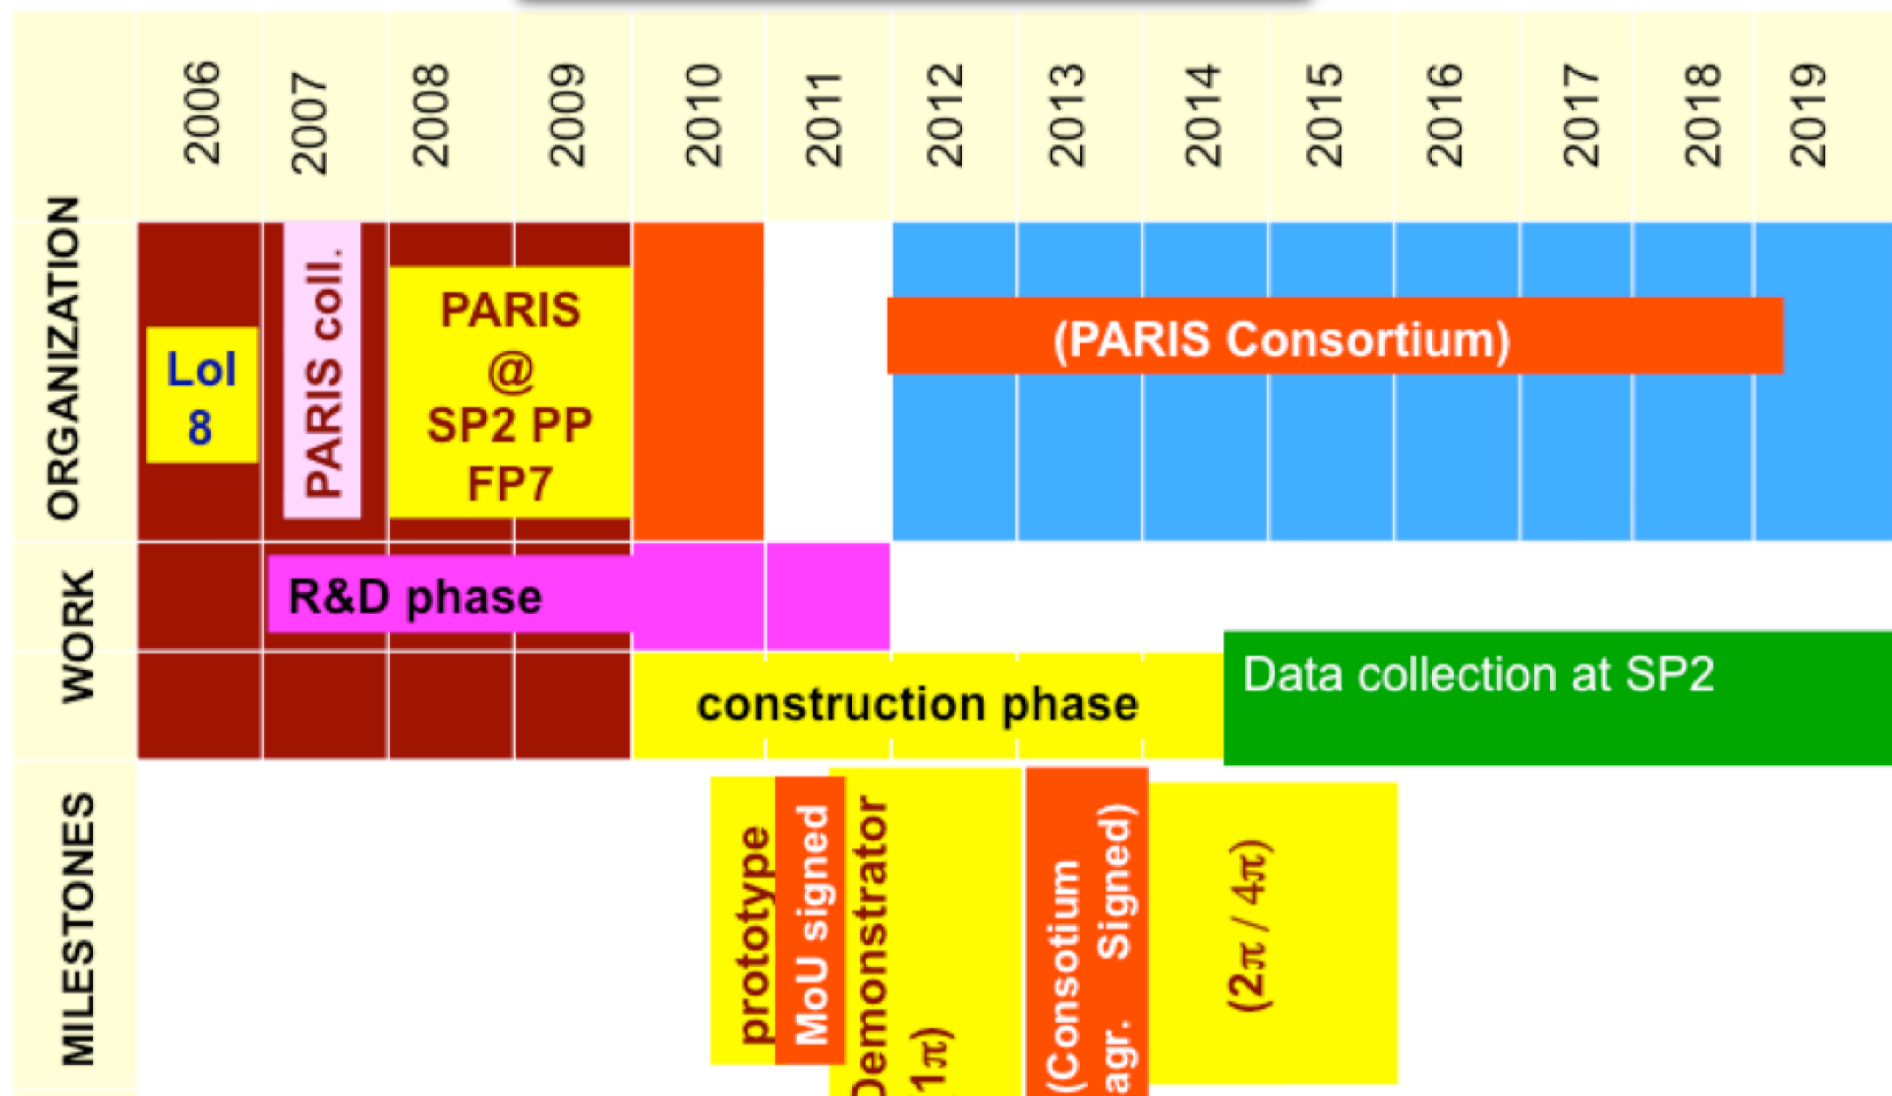 2006
2007
2008
2009
2010
2011
2012
2013
2014
2015
2016
2017
2018
2019
ORGANIZATION
LoI
8
PARIS coll.
PARIS
@
SP2 PP
FP7
(PARIS Consortium)
WORK
R&D phase
construction phase
Data collection at SP2
MILESTONES
prototype
MoU signed
Demonstrator
1π)
(Consotium
agr. Signed)
(2π / 4π)